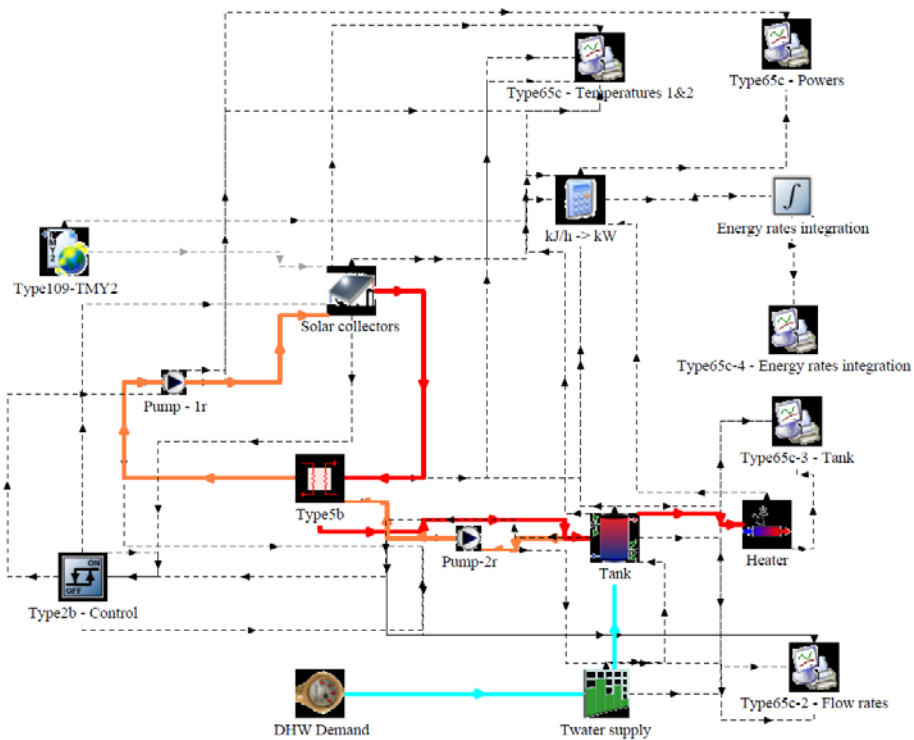 Type65c - Temperatures 1&2
Type65c - Powers
kJ/h -> kW
Energy rates integration
Type109-TMY2
Solar collectors
Type65c-4 - Energy rates integration
Pump - 1r
Type65c-3 - Tank
Type5b
Pump-2r
Tank
Heater
ON
OFF
Type2b - Control
Type65c-2 - Flow rates
DHW Demand
Twater supply